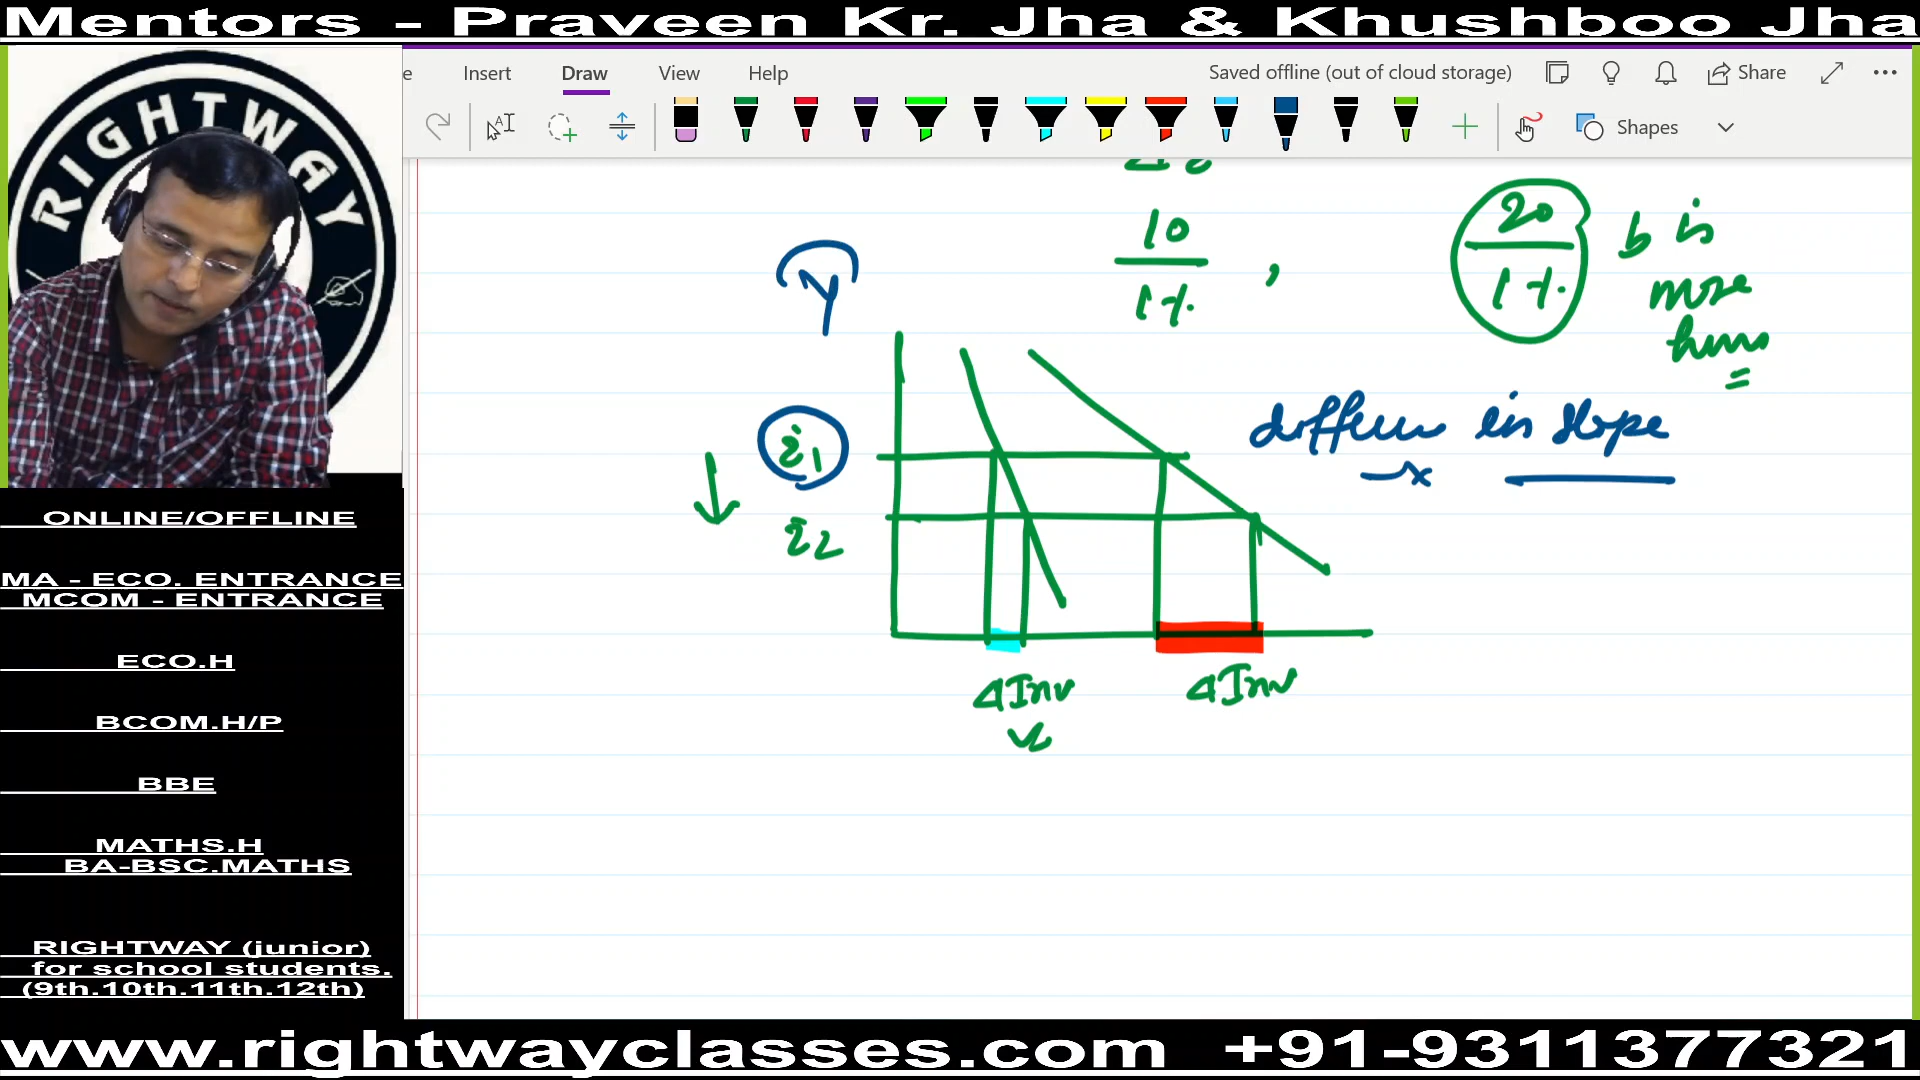 Mentors - Praveen Kr. Jha & Khushboo Jha
RIGHTWAY
Insert Draw View Help
Saved offline (out of cloud storage)
Share
Shapes
10
1%
,
20
1%
b is
more
Y
i1
i2
in slope
ΔInv
ΔInv
ONLINE/OFFLINE
MA - ECO. ENTRANCE
MCOM - ENTRANCE
ECO.H
BCOM.H/P
BBE
MATHS.H
BA-BSC.MATHS
RIGHTWAY (junior)
for school students.
(9th.10th.11th.12th)
www.rightwayclasses.com +91-9311377321